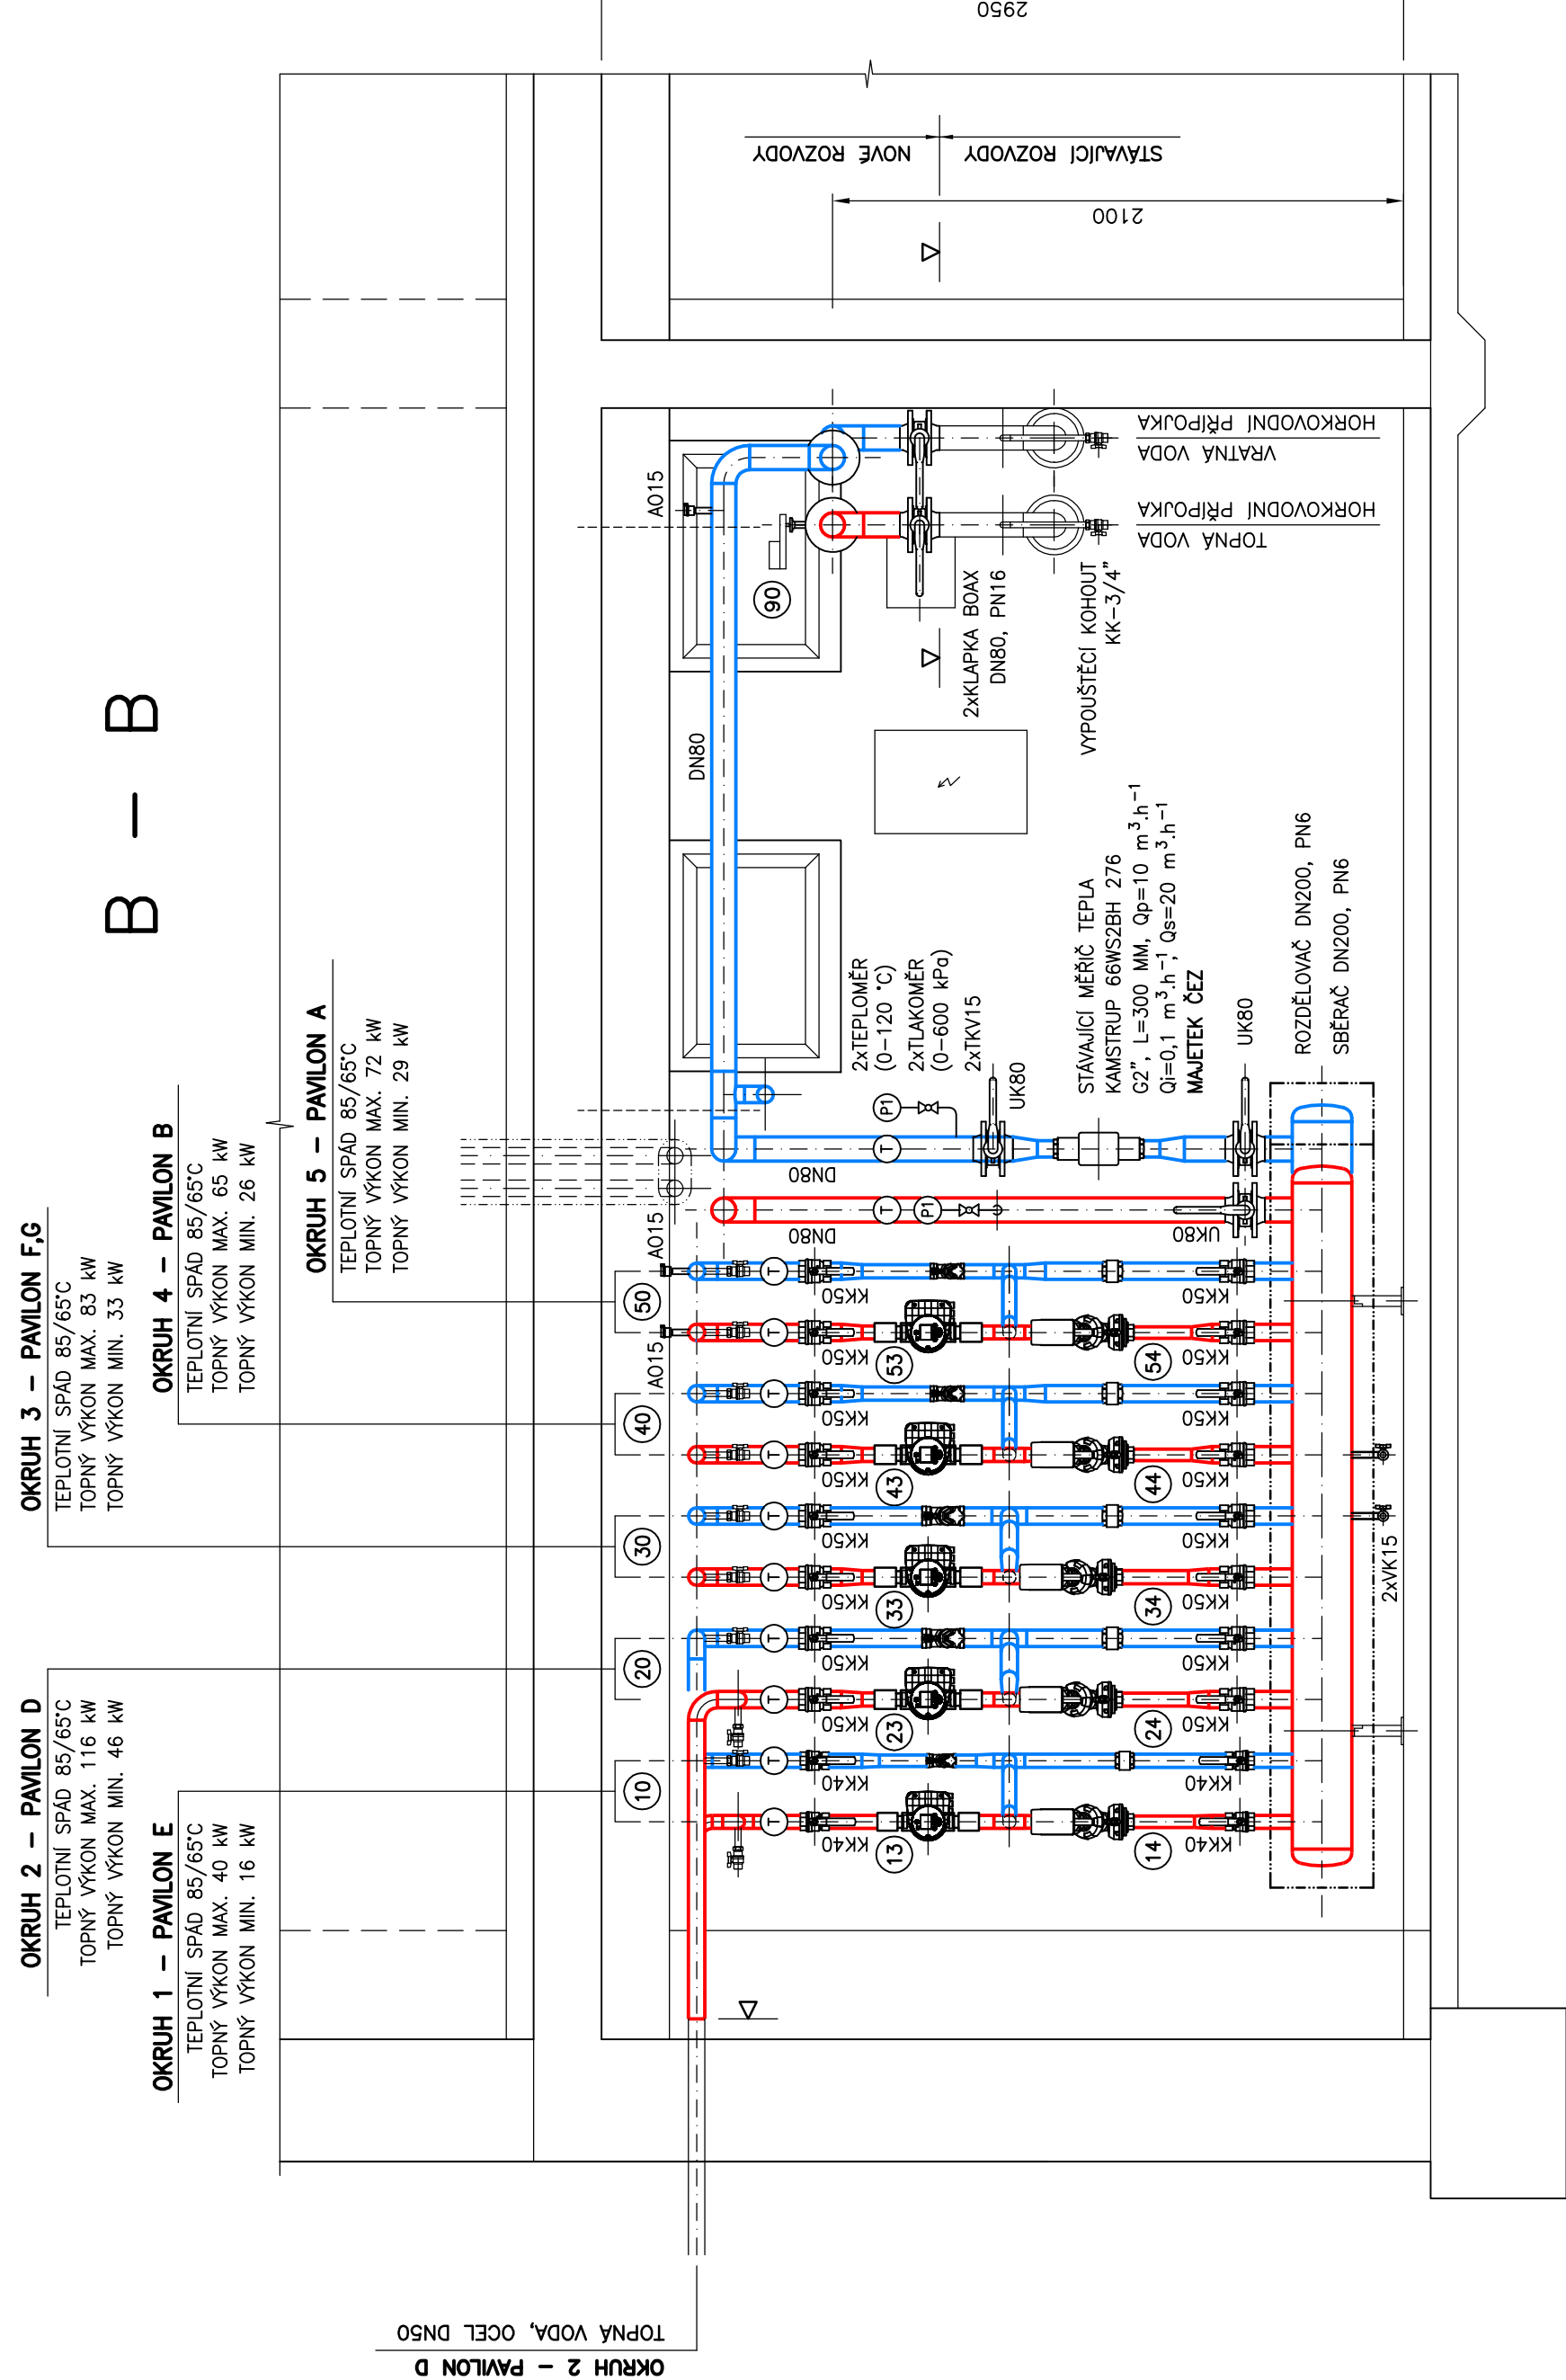 B – B
OKRUH 3 – PAVILON F,G
TEPLOTNÍ SPÁD 85/65°C
TOPNÝ VÝKON MAX. 83 kW
TOPNÝ VÝKON MIN. 33 kW
OKRUH 2 – PAVILON D
TEPLOTNÍ SPÁD 85/65°C
TOPNÝ VÝKON MAX. 116 kW
TOPNÝ VÝKON MIN. 46 kW
OKRUH 4 – PAVILON B
TEPLOTNÍ SPÁD 85/65°C
TOPNÝ VÝKON MAX. 65 kW
TOPNÝ VÝKON MIN. 26 kW
OKRUH 1 – PAVILON E
TEPLOTNÍ SPÁD 85/65°C
TOPNÝ VÝKON MAX. 40 kW
TOPNÝ VÝKON MIN. 16 kW
OKRUH 5 – PAVILON A
TEPLOTNÍ SPÁD 85/65°C
TOPNÝ VÝKON MAX. 72 kW
TOPNÝ VÝKON MIN. 29 kW
OKRUH 2 – PAVILON D
TOPNÁ VODA, OCEL DN50
10
20
30
40
50
AO15
AO15
AO15
DN80
90
T
T
T
T
T
T
T
T
T
T
T
T
P1
P1
KK40
KK40
KK50
KK50
KK50
KK50
KK50
KK50
KK50
KK50
DN80
DN80
13
23
33
43
53
14
24
34
44
54
KK40
KK40
KK50
KK50
KK50
KK50
KK50
KK50
KK50
KK50
UK80
UK80
UK80
2xTEPLOMĚR
(0–120 °C)
2xTLAKOMĚR
(0–600 kPa)
2xTKV15
STÁVAJÍCÍ MĚŘIČ TEPLA
KAMSTRUP 66WS2BH 276
G2", L=300 MM, Qp=10 m³.h⁻¹
Qi=0,1 m³.h⁻¹, Qs=20 m³.h⁻¹
MAJETEK ČEZ
ROZDĚLOVAČ DN200, PN6
SBĚRAČ DN200, PN6
2xVK15
2xKLAPKA BOAX
DN80, PN16
VYPOUŠTĚCÍ KOHOUT
KK–3/4"
TOPNÁ VODA
HORKOVODNÍ PŘÍPOJKA
VRATNÁ VODA
HORKOVODNÍ PŘÍPOJKA
NOVÉ ROZVODY
STÁVAJÍCÍ ROZVODY
2100
2950